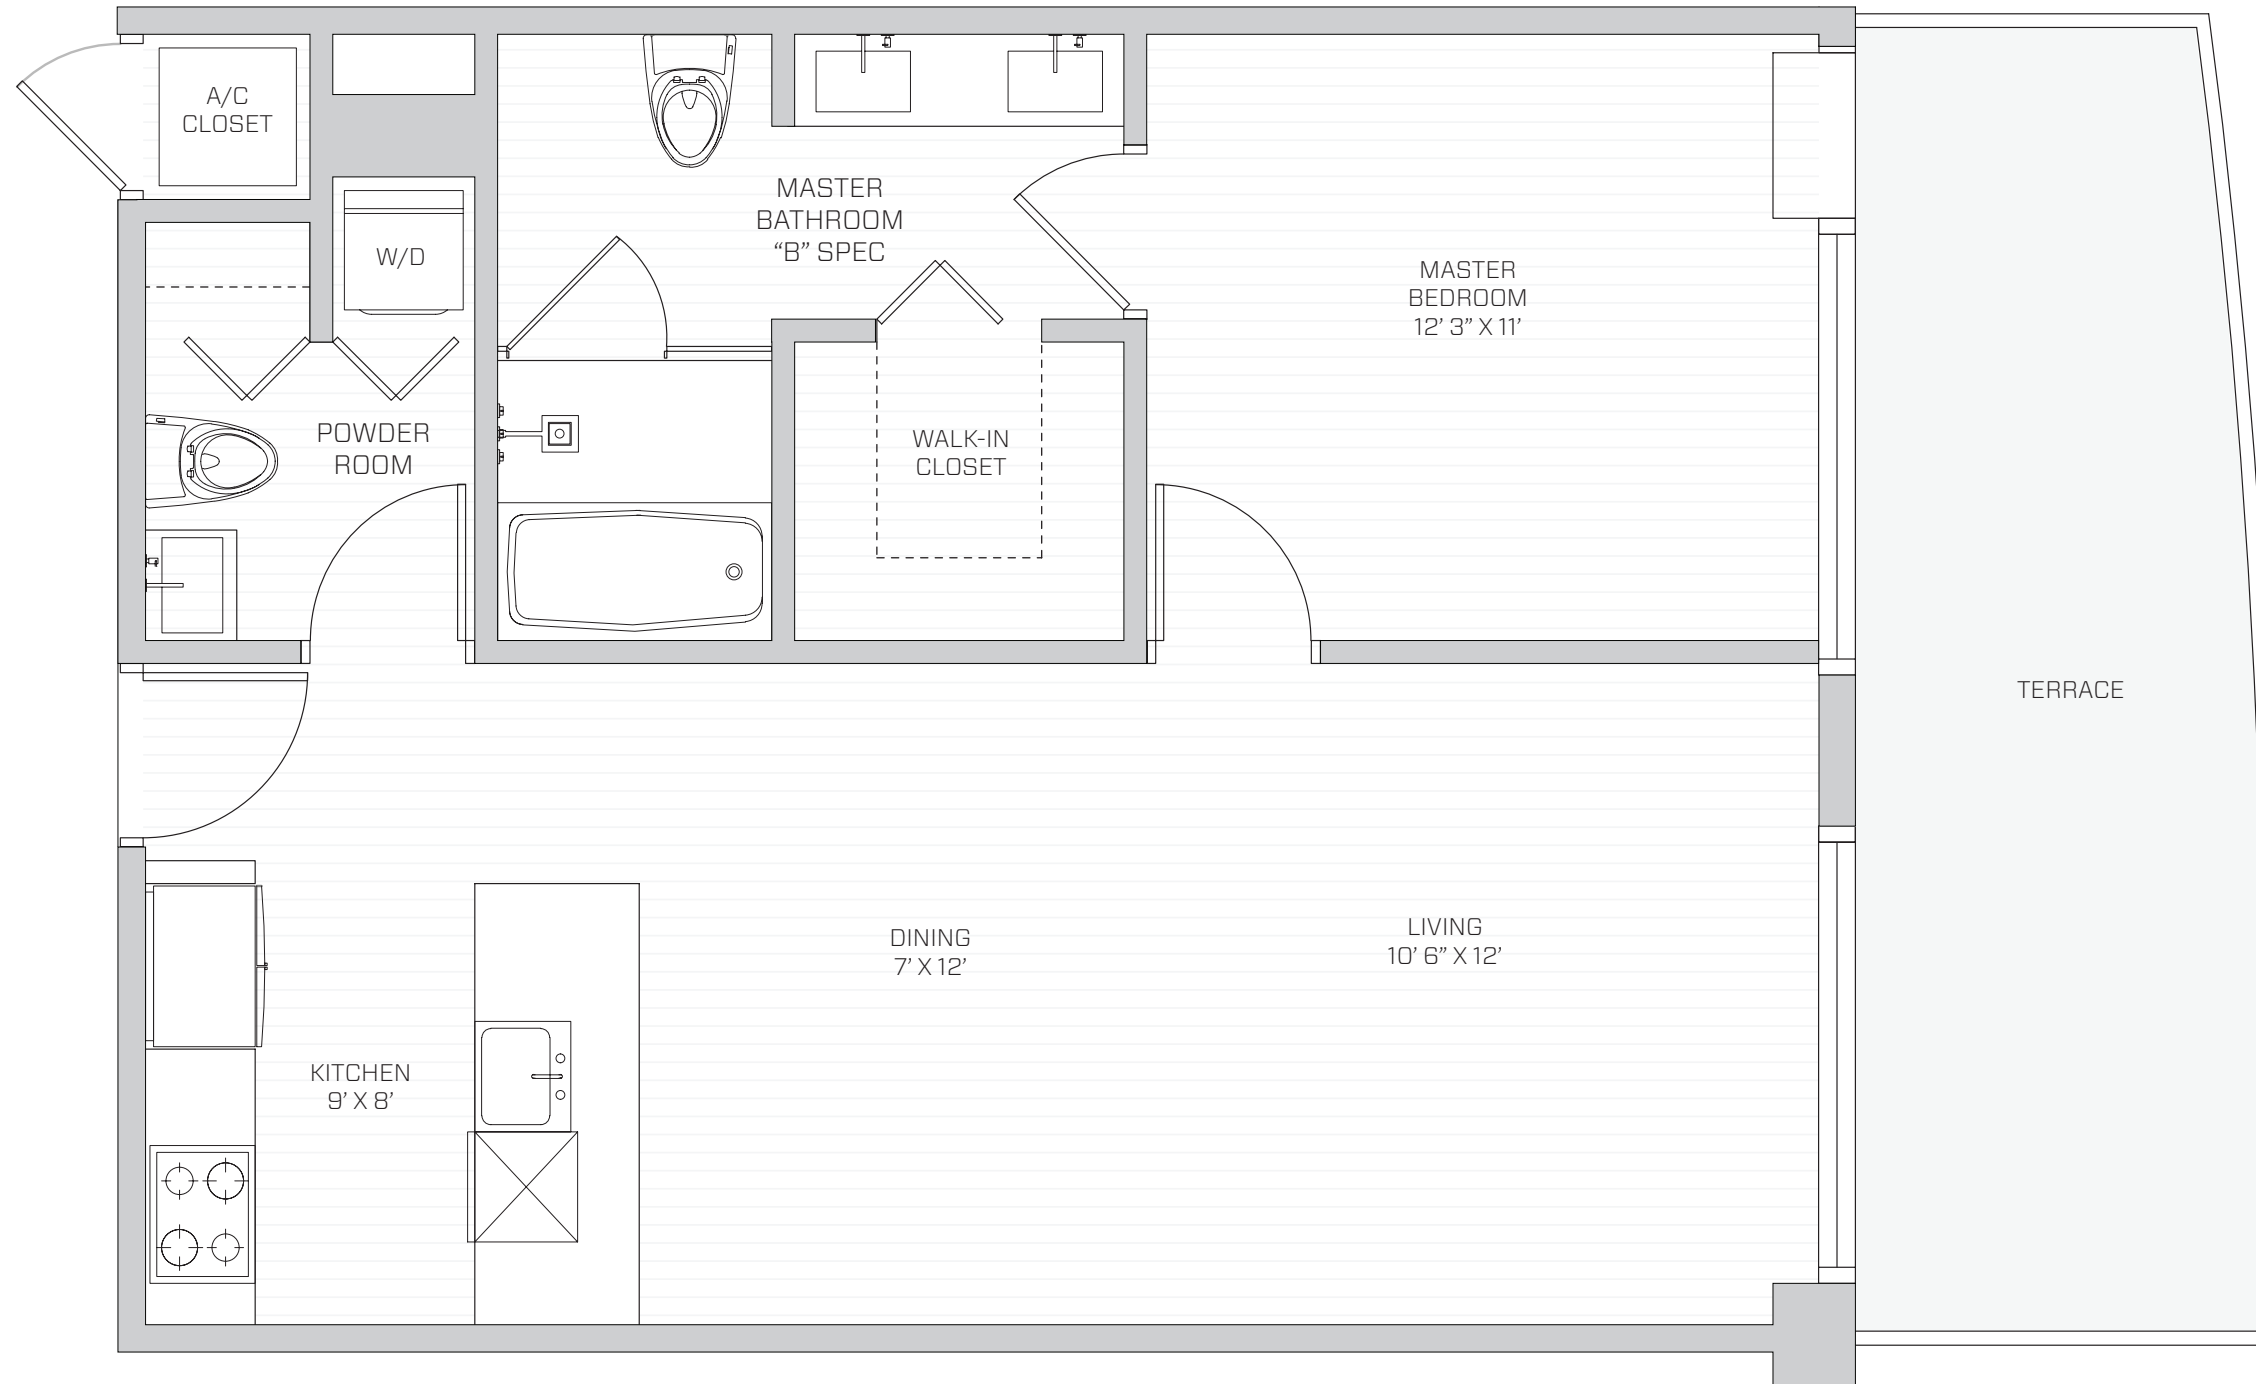 A/C
CLOSET
W/D
MASTER
BATHROOM
“B” SPEC
MASTER
BEDROOM
12’ 3” X 11’
POWDER
ROOM
WALK-IN
CLOSET
TERRACE
DINING
7’ X 12’
LIVING
10’ 6” X 12’
KITCHEN
9’ X 8’